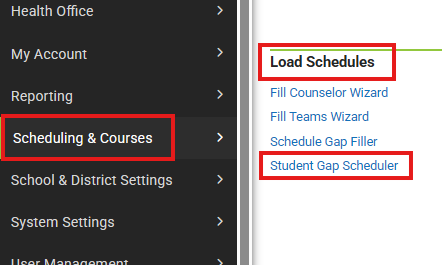 Health Office
My Account
Reporting
Scheduling & Courses
School & District Settings
System Settings
User Management
Load Schedules
Fill Counselor Wizard
Fill Teams Wizard
Schedule Gap Filler
Student Gap Scheduler